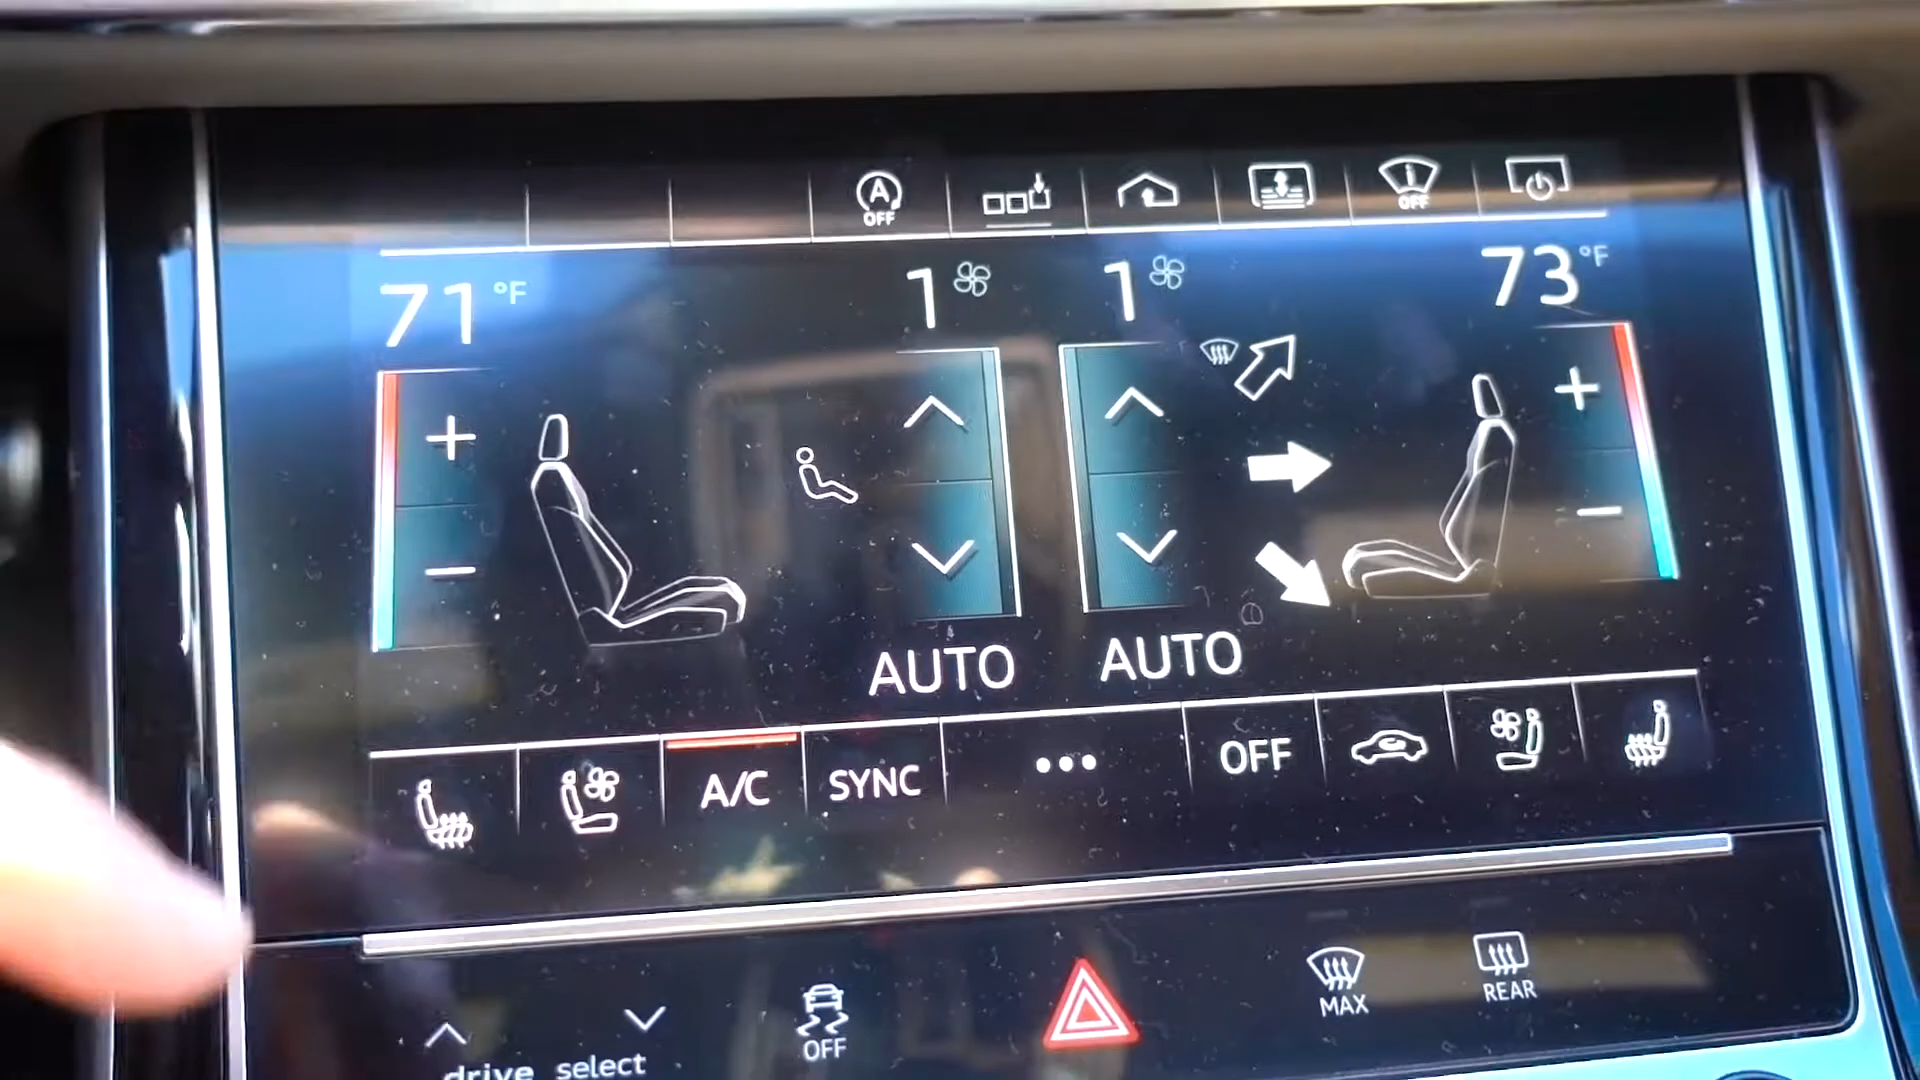 A
OFF
OFF
71 °F
1
1
73 °F
AUTO
AUTO
A/C
SYNC
OFF
OFF
MAX
REAR
drive select